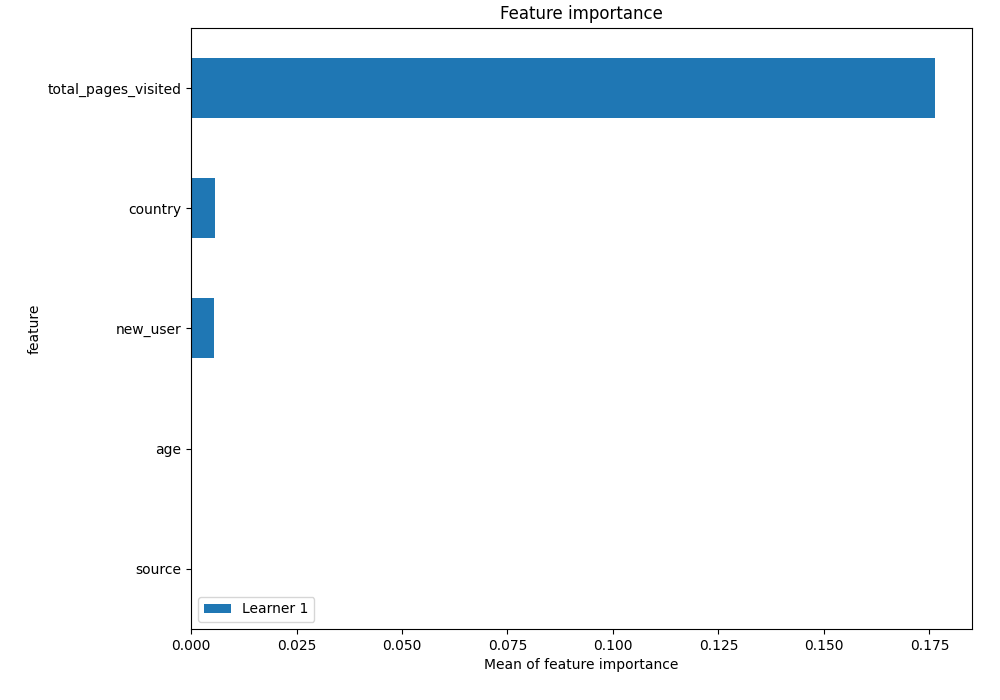 Feature importance
total_pages_visited
country
new_user
age
source
feature
Learner 1
0.000 0.025 0.050 0.075 0.100 0.125 0.150 0.175
Mean of feature importance